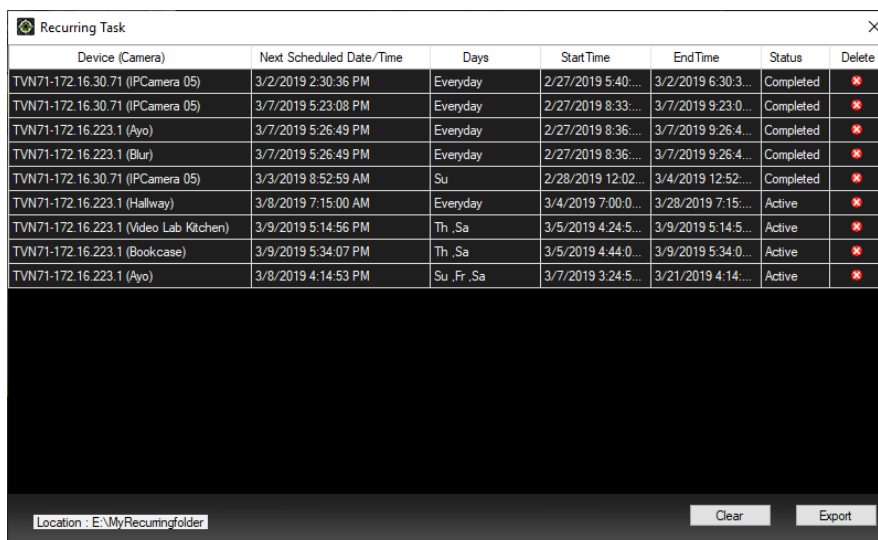 Recurring Task
Device (Camera) Next Scheduled Date/Time Days StartTime EndTime Status Delete
TVN71-172.16.30.71 (IPCamera 05) 3/2/2019 2:30:36 PM Everyday 2/27/2019 5:40:... 3/2/2019 6:30:3... Completed
TVN71-172.16.30.71 (IPCamera 05) 3/7/2019 5:23:08 PM Everyday 2/27/2019 8:33:... 3/7/2019 9:23:0... Completed
TVN71-172.16.223.1 (Ayo) 3/7/2019 5:26:49 PM Everyday 2/27/2019 8:36:... 3/7/2019 9:26:4... Completed
TVN71-172.16.223.1 (Blur) 3/7/2019 5:26:49 PM Everyday 2/27/2019 8:36:... 3/7/2019 9:26:4... Completed
TVN71-172.16.30.71 (IPCamera 05) 3/3/2019 8:52:59 AM Su 2/28/2019 12:02... 3/4/2019 12:52:... Completed
TVN71-172.16.223.1 (Hallway) 3/8/2019 7:15:00 AM Everyday 3/4/2019 7:00:0... 3/28/2019 7:15:... Active
TVN71-172.16.223.1 (Video Lab Kitchen) 3/9/2019 5:14:56 PM Th ,Sa 3/5/2019 4:24:5... 3/9/2019 5:14:5... Active
TVN71-172.16.223.1 (Bookcase) 3/9/2019 5:34:07 PM Th ,Sa 3/5/2019 4:44:0... 3/9/2019 5:34:0... Active
TVN71-172.16.223.1 (Ayo) 3/8/2019 4:14:53 PM Su ,Fr ,Sa 3/7/2019 3:24:5... 3/21/2019 4:14:... Active
Location : E:\MyRecurringfolder Clear Export